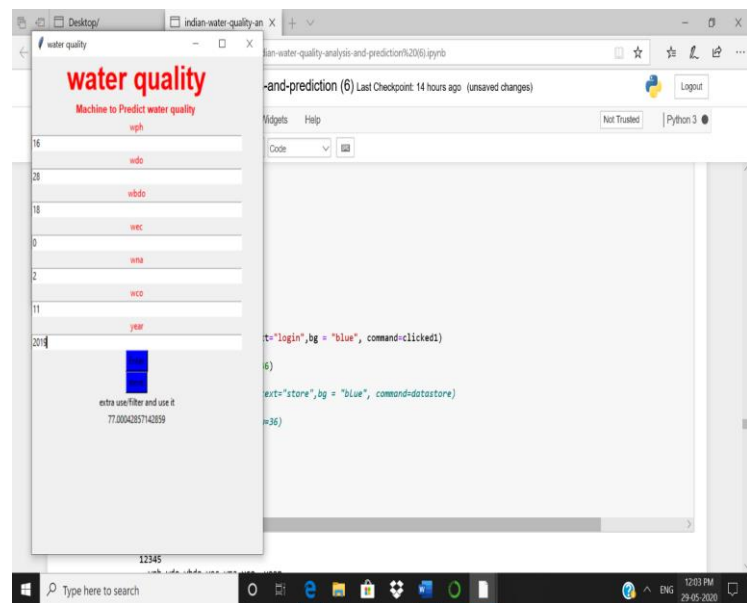 Desktop/
indian-water-quality-an
water quality
ian-water-quality-analysis-and-prediction%20(6).ipynb
water quality
-and-prediction (6) Last Checkpoint: 14 hours ago (unsaved changes)
Logout
Machine to Predict water quality
wph
Widgets Help
Not Trusted
Python 3
16
Code
wdo
28
wbdo
18
wec
0
wna
2
wco
11
year
t="login",bg = "blue", command=clicked1)
2019
6)
ext="store",bg = "blue", command=datastore)
extra use/filter and use it
77.00042857142859
=36)
12345
Type here to search
ENG
12:03 PM
29-05-2020